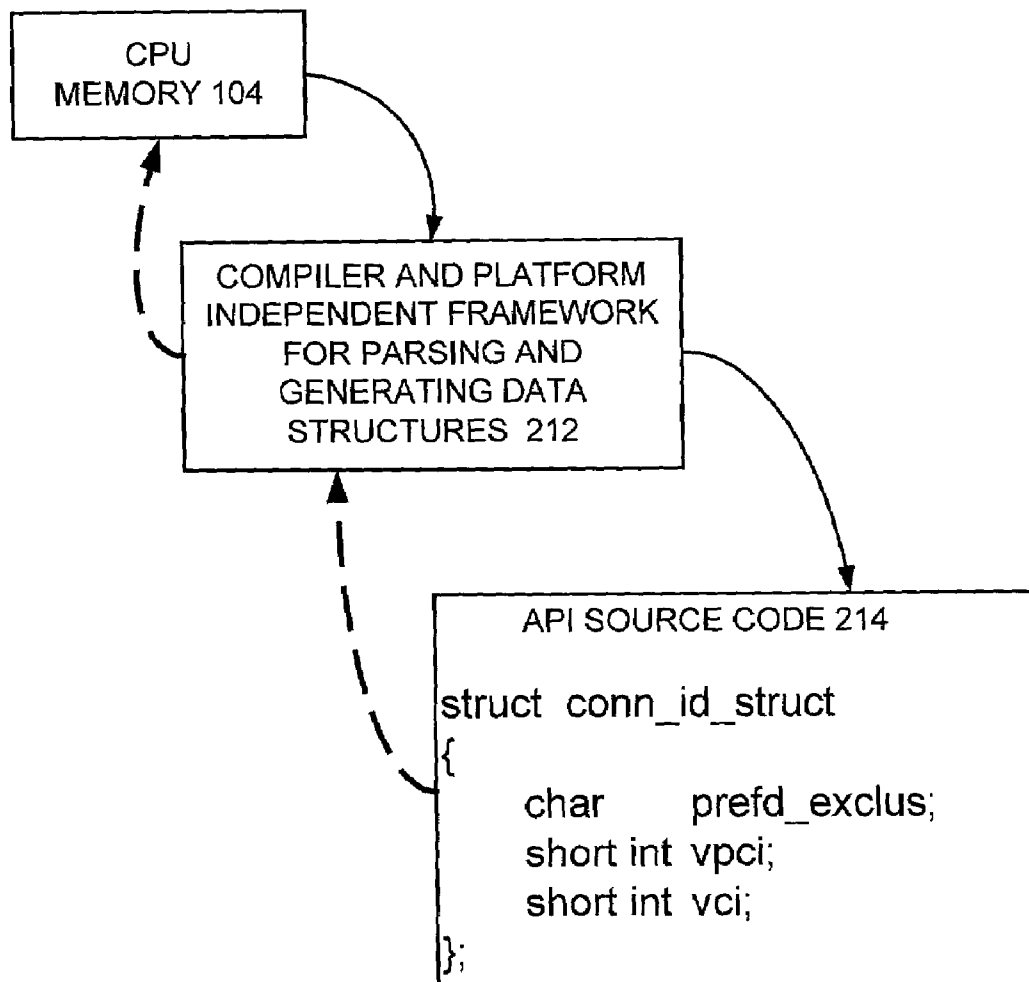 CPU
MEMORY 104
COMPILER AND PLATFORM
INDEPENDENT FRAMEWORK
FOR PARSING AND
GENERATING DATA
STRUCTURES 212
API SOURCE CODE 214
struct conn_id_struct
{
char prefd_exclus;
short int vpci;
short int vci;
};